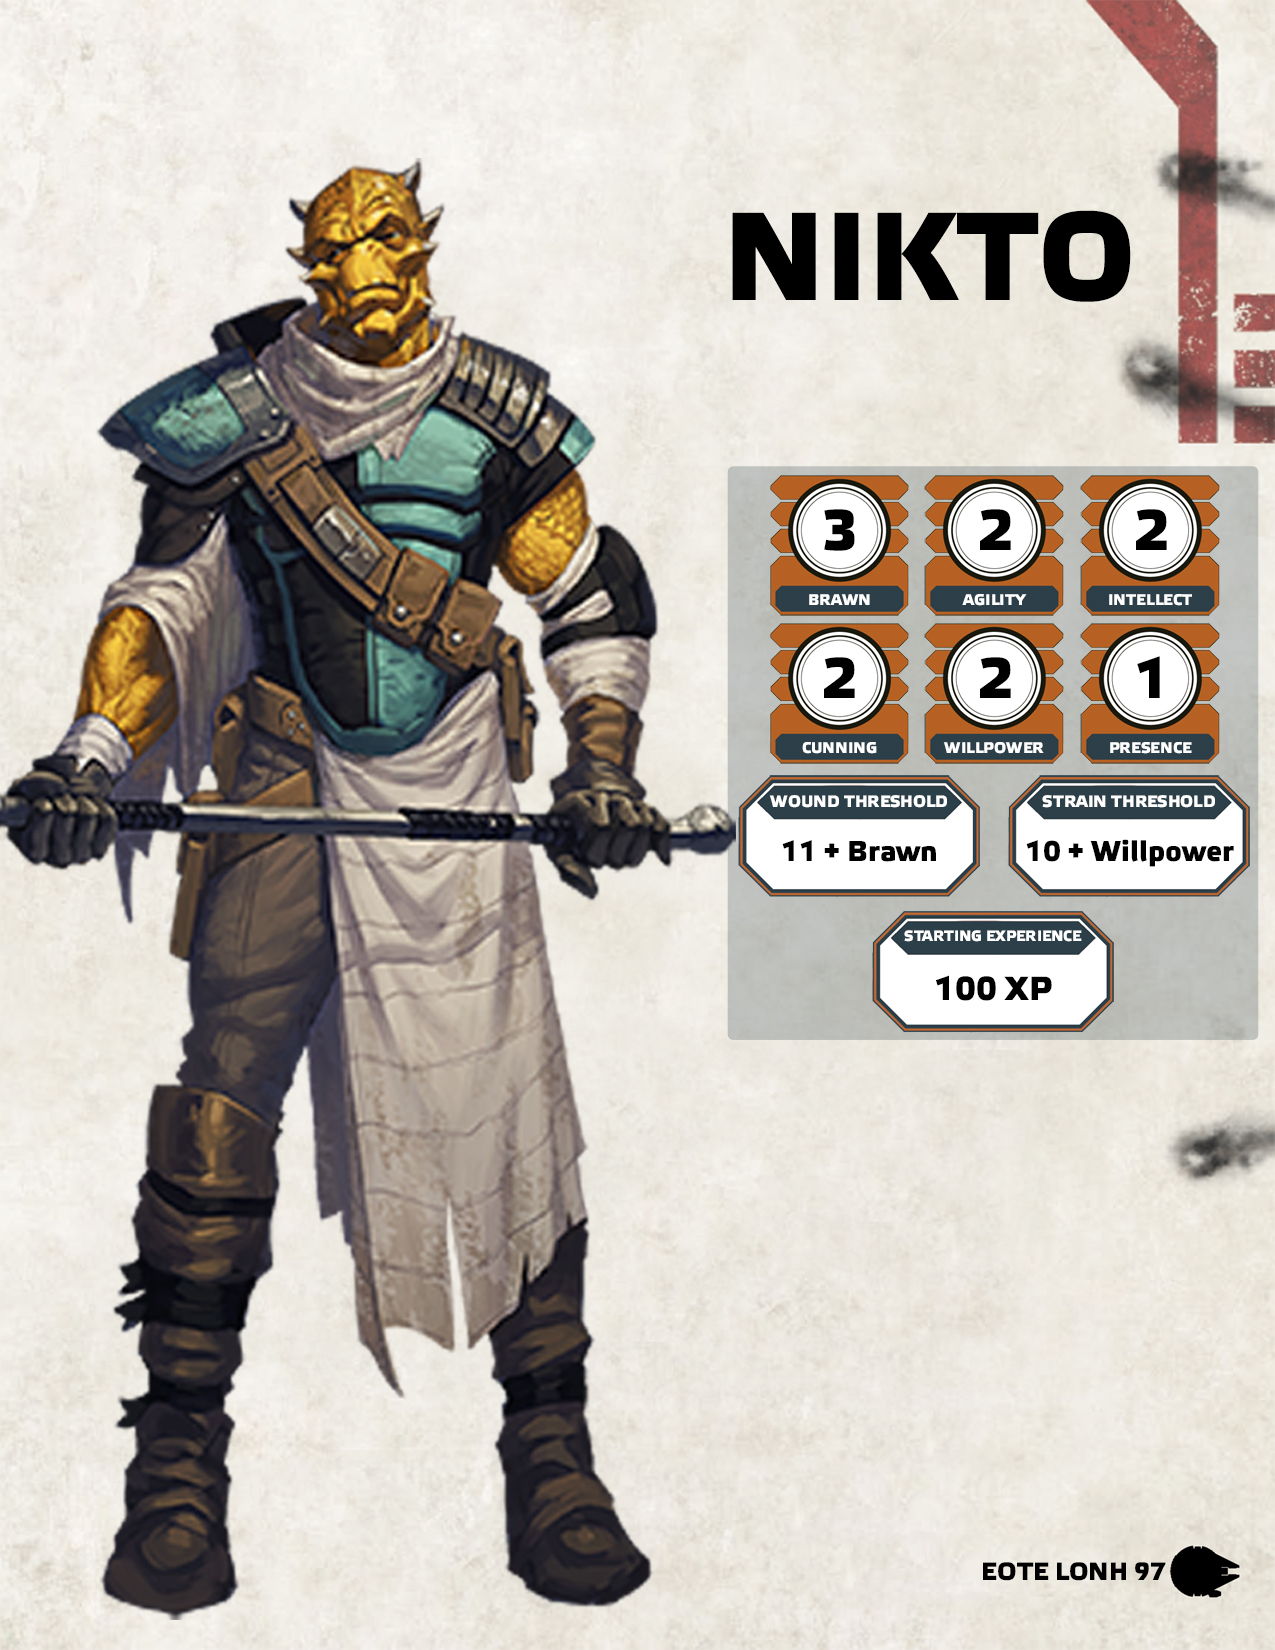 NIKTO
3 2 2
BRAWN AGILITY INTELLECT
2 2 1
CUNNING WILLPOWER PRESENCE
WOUND THRESHOLD STRAIN THRESHOLD
11 + Brawn 10 + Willpower
STARTING EXPERIENCE
100 XP
EOTE LONH 97